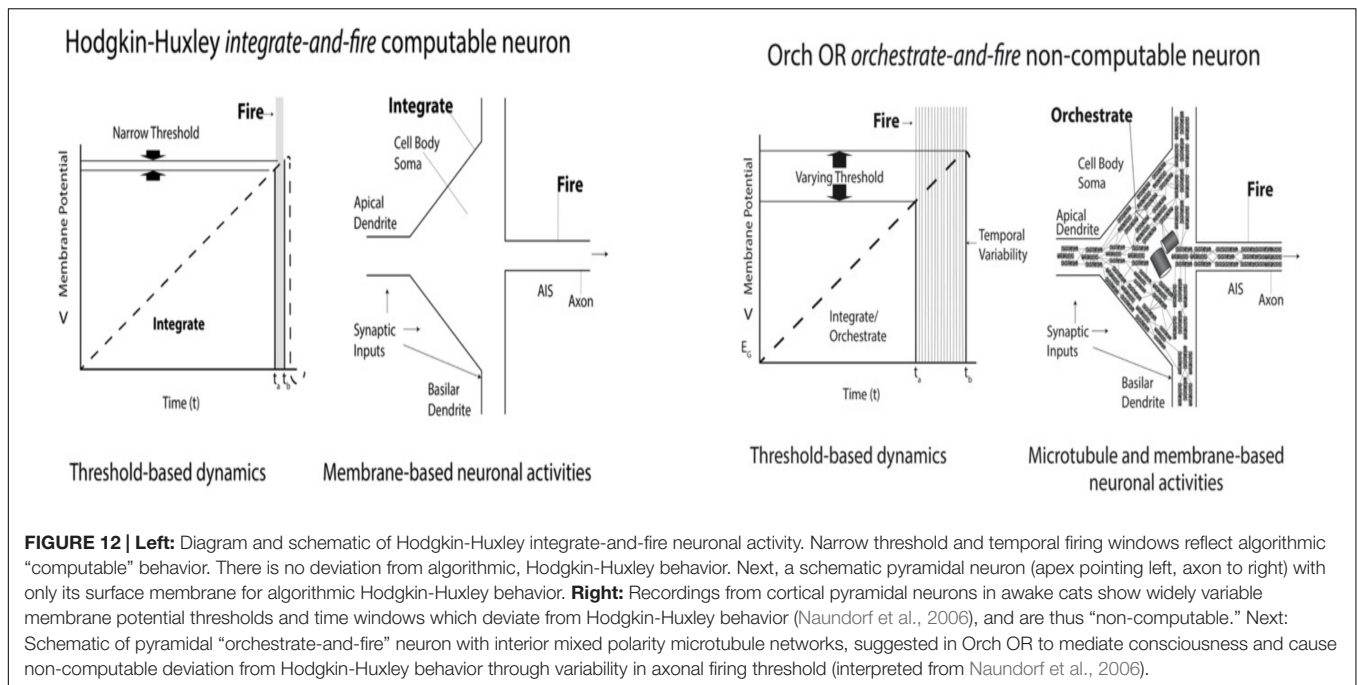 Hodgkin-Huxley integrate-and-fire computable neuron
Fire
Narrow Threshold
V Membrane Potential
Integrate
tₐ t_b
Time (t)
Threshold-based dynamics
Integrate
Cell Body
Soma
Apical
Dendrite
Fire
AIS
Axon
Synaptic
Inputs
Basilar
Dendrite
Membrane-based neuronal activities
Orch OR orchestrate-and-fire non-computable neuron
Fire
Varying Threshold
V Membrane Potential
E_G
Temporal
Variability
Integrate/
Orchestrate
tₐ t_b
Time (t)
Threshold-based dynamics
Orchestrate
Cell Body
Soma
Apical
Dendrite
Fire
AIS
Axon
Synaptic
Inputs
Basilar
Dendrite
Microtubule and membrane-based
neuronal activities
FIGURE 12 | Left: Diagram and schematic of Hodgkin-Huxley integrate-and-fire neuronal activity. Narrow threshold and temporal firing windows reflect algorithmic
“computable” behavior. There is no deviation from algorithmic, Hodgkin-Huxley behavior. Next, a schematic pyramidal neuron (apex pointing left, axon to right) with
only its surface membrane for algorithmic Hodgkin-Huxley behavior. Right: Recordings from cortical pyramidal neurons in awake cats show widely variable
membrane potential thresholds and time windows which deviate from Hodgkin-Huxley behavior (Naundorf et al., 2006), and are thus “non-computable.” Next:
Schematic of pyramidal “orchestrate-and-fire” neuron with interior mixed polarity microtubule networks, suggested in Orch OR to mediate consciousness and cause
non-computable deviation from Hodgkin-Huxley behavior through variability in axonal firing threshold (interpreted from Naundorf et al., 2006).